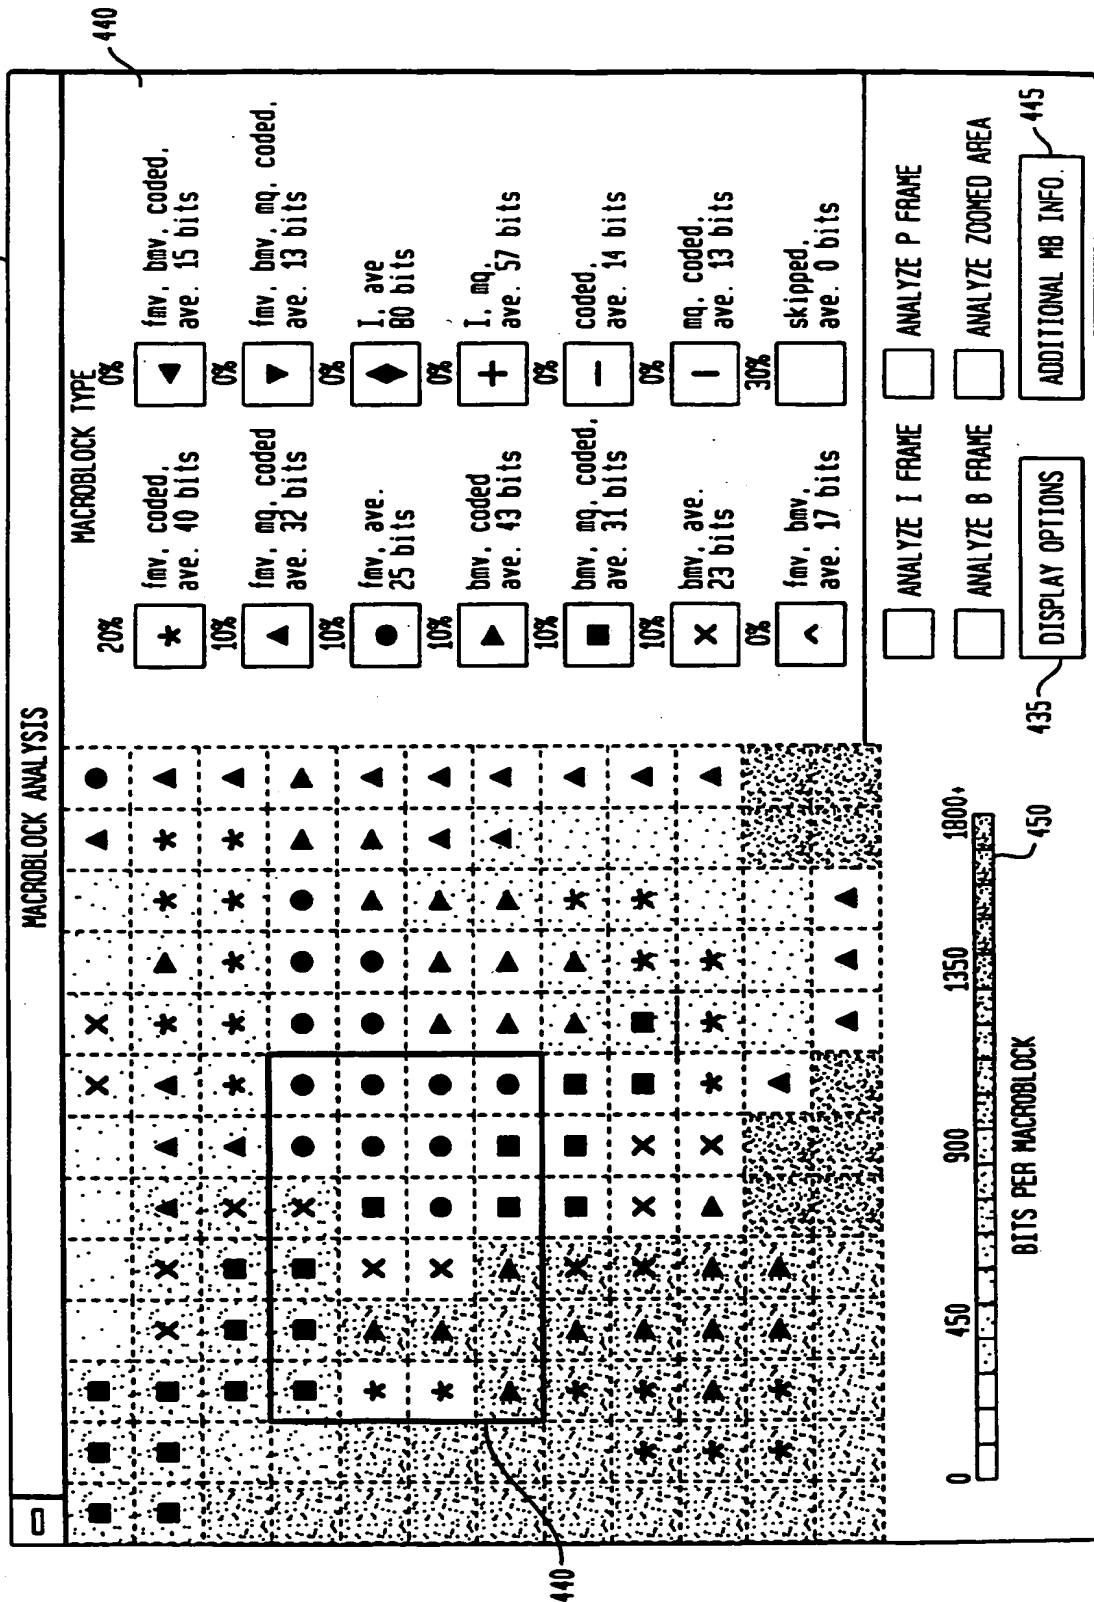 MACROBLOCK ANALYSIS
440
MACROBLOCK TYPE
20%
fmv, coded,
ave. 40 bits
0%
fmv, bmv, coded,
ave. 15 bits
10%
fmv, mq, coded
ave. 32 bits
0%
fmv, bmv, mq, coded,
ave. 13 bits
10%
fmv, ave.
25 bits
0%
I, ave
80 bits
10%
bmv, coded
ave. 43 bits
0%
I, mq,
ave. 57 bits
10%
bmv, mq, coded,
ave. 31 bits
0%
coded,
ave. 14 bits
10%
bmv, ave.
23 bits
0%
mq, coded,
ave. 13 bits
0%
fmv, bmv,
ave. 17 bits
30%
skipped,
ave. 0 bits
440
ANALYZE I FRAME
ANALYZE P FRAME
ANALYZE B FRAME
ANALYZE ZOOMED AREA
0 450 900 1350 1800+
BITS PER MACROBLOCK
450
435
DISPLAY OPTIONS
ADDITIONAL MB INFO.
445